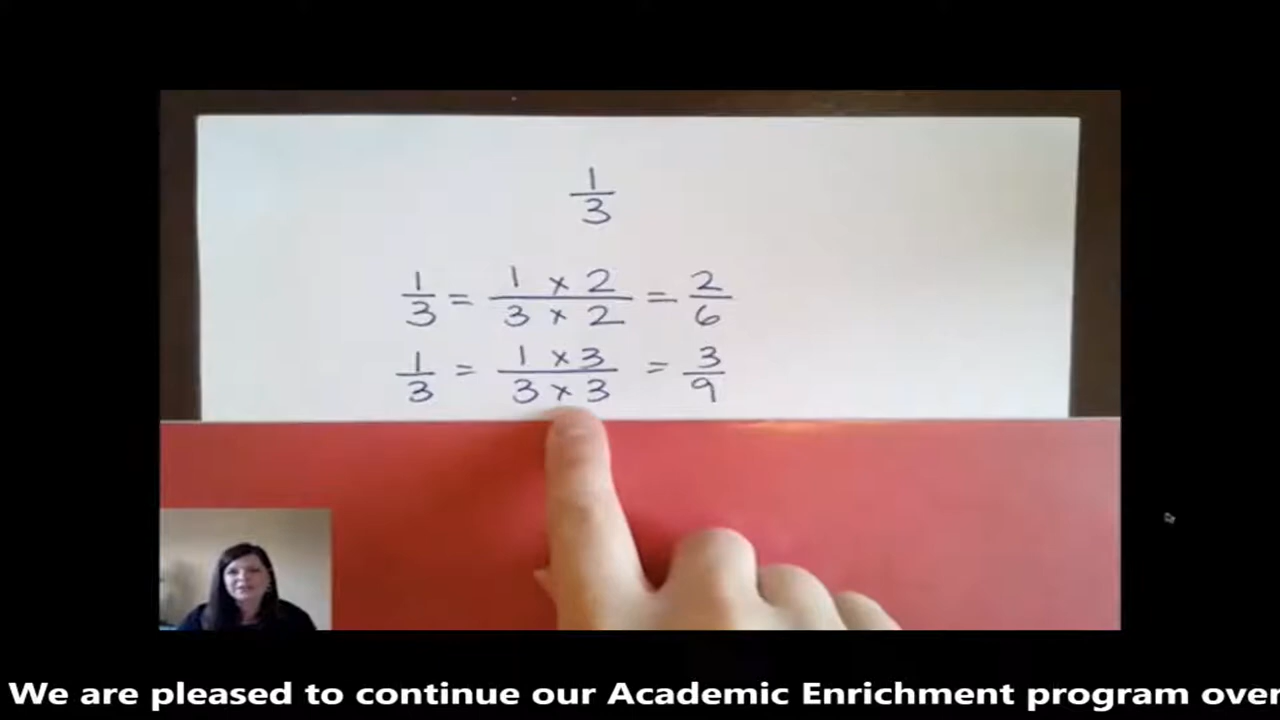 1/3
1/3 = 1 x 2 / 3 x 2 = 2/6
1/3 = 1 x 3 / 3 x 3 = 3/9
We are pleased to continue our Academic Enrichment program over